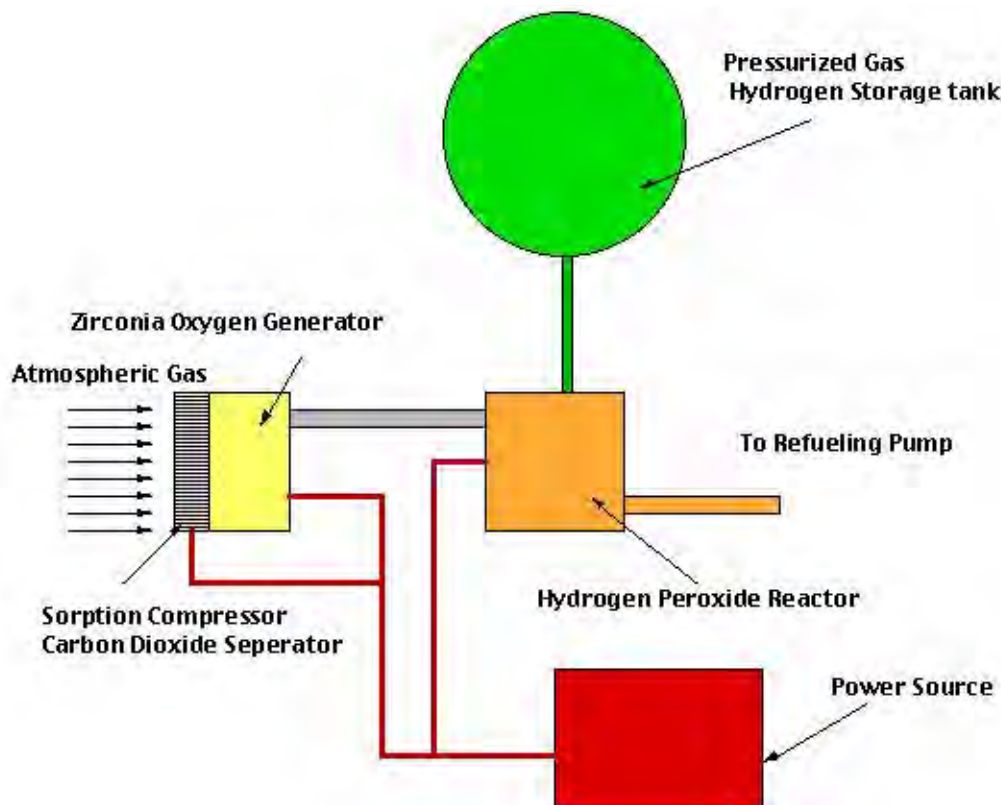 Pressurized Gas
Hydrogen Storage tank
Zirconia Oxygen Generator
Atmospheric Gas
To Refueling Pump
Hydrogen Peroxide Reactor
Sorption Compressor
Carbon Dioxide Seperator
Power Source